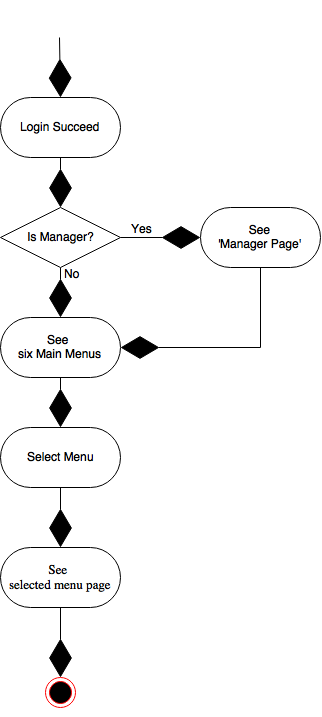 Login Succeed
Is Manager?
Yes
See
'Manager Page'
No
See
six Main Menus
Select Menu
See
selected menu page